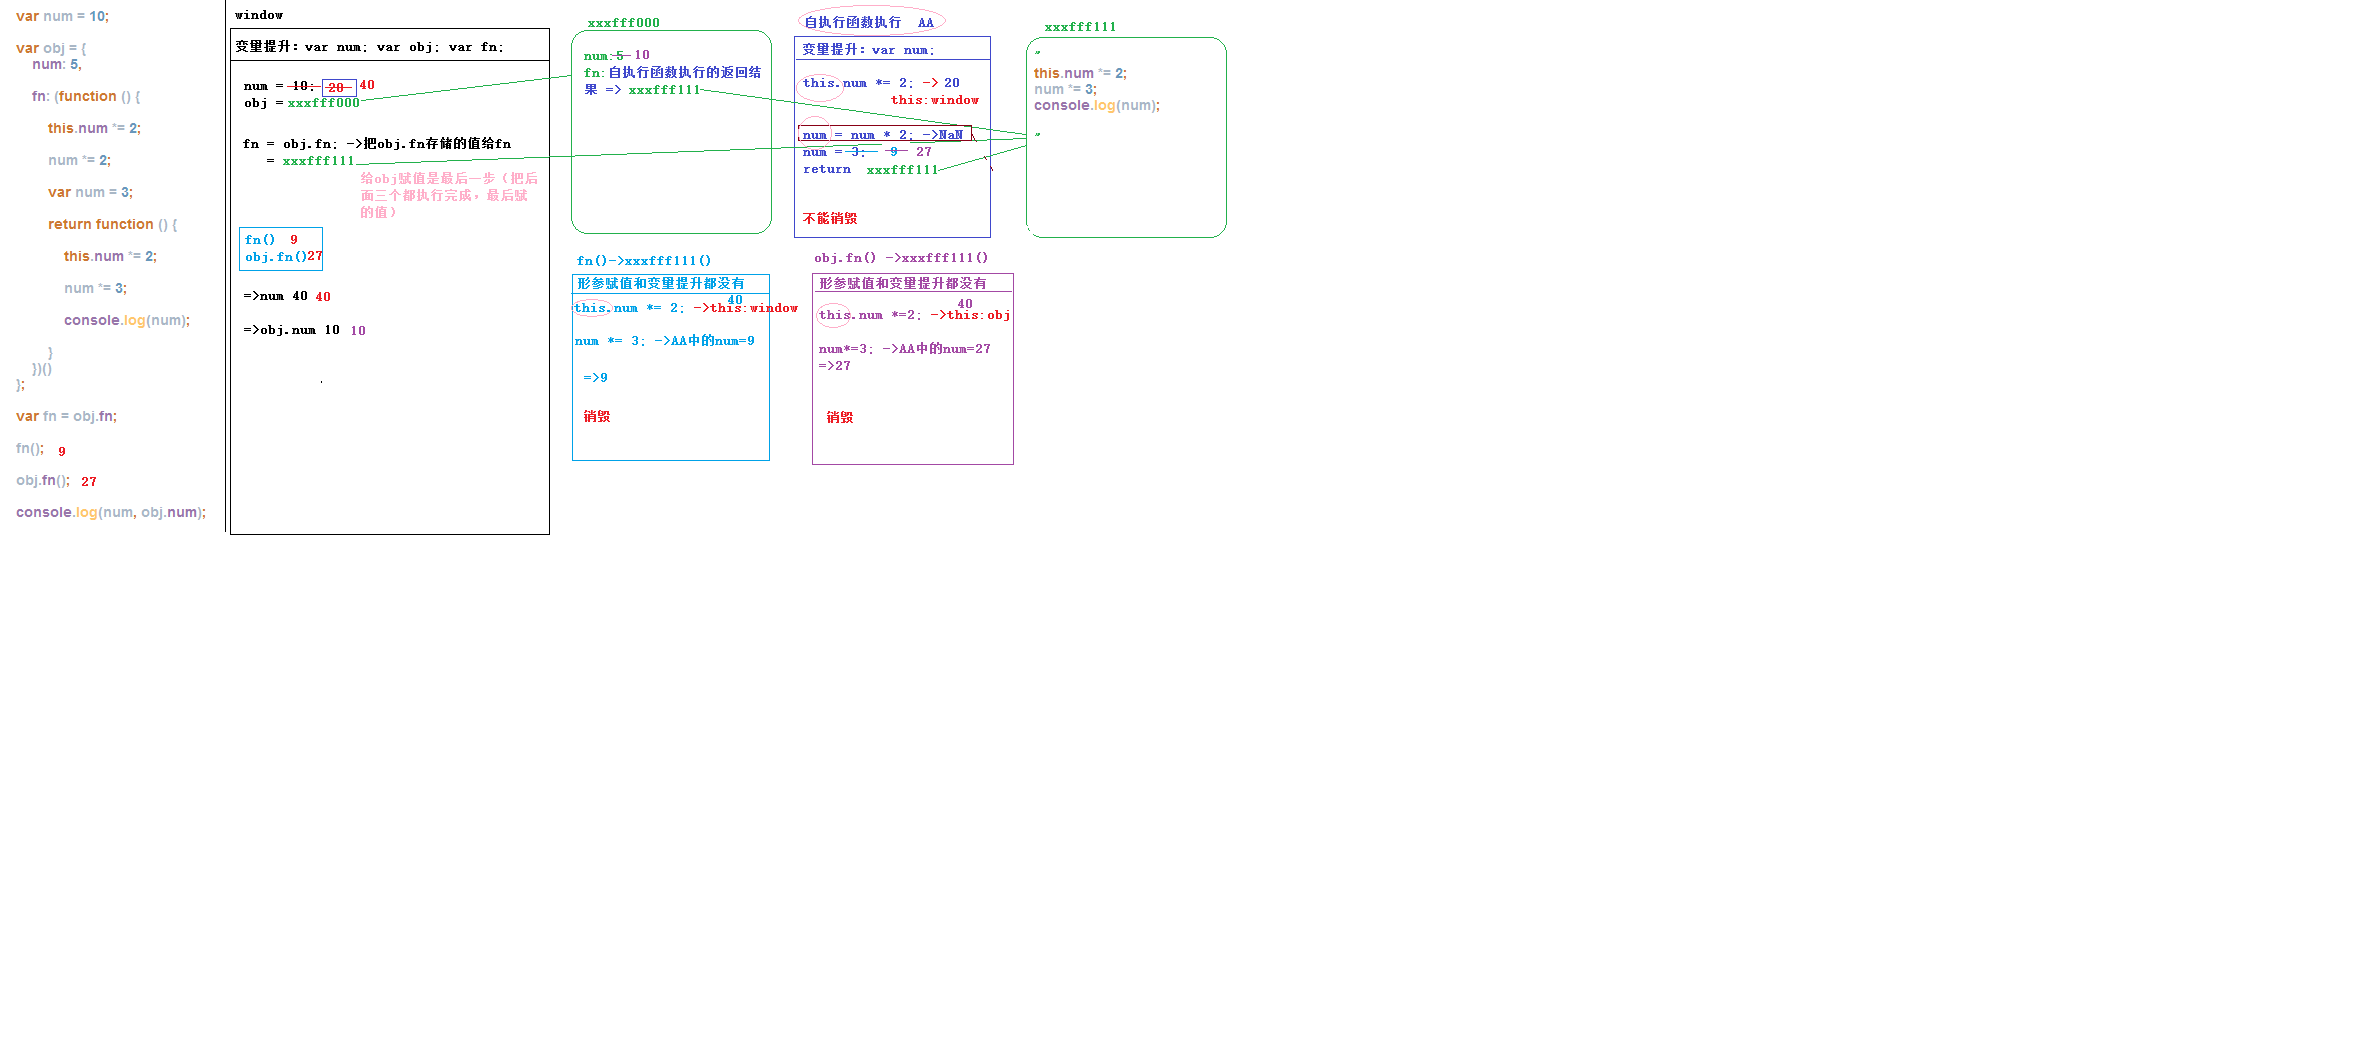 var num = 10;
var obj = {
num: 5,
fn: (function () {
this.num *= 2;
num *= 2;
var num = 3;
return function () {
this.num *= 2;
num *= 3;
console.log(num);
}
})()
};
var fn = obj.fn;
fn(); 9
obj.fn(); 27
console.log(num, obj.num);
window
变量提升：var num; var obj; var fn;
num = 10; 20 40
obj = xxxfff000
fn = obj.fn; ->把obj.fn存储的值给fn
= xxxfff111
给obj赋值是最后一步（把后
面三个都执行完成，最后赋
的值）
fn() 9
obj.fn()27
=>num 40 40
=>obj.num 10 10
xxxfff000
num:5 10
fn:自执行函数执行的返回结
果 => xxxfff111
自执行函数执行 AA
变量提升：var num;
this.num *= 2; -> 20
this:window
num = num * 2; ->NaN
num = 3; 9 27
return xxxfff111
不能销毁
xxxfff111
"
this.num *= 2;
num *= 3;
console.log(num);
"
fn()->xxxfff111()
形参赋值和变量提升都没有
40
this.num *= 2; ->this:window
num *= 3; ->AA中的num=9
=>9
销毁
obj.fn() ->xxxfff111()
形参赋值和变量提升都没有
40
this.num *=2; ->this:obj
num*=3; ->AA中的num=27
=>27
销毁